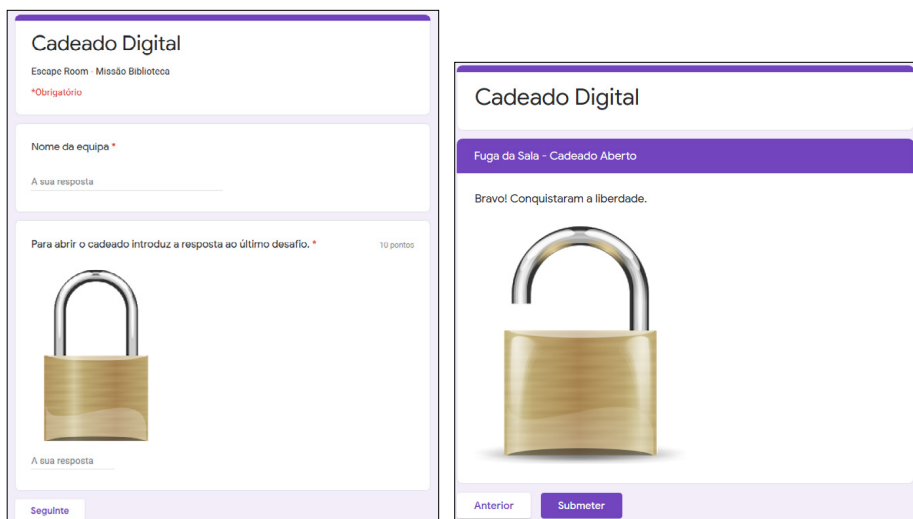 Cadeado Digital
Escape Room - Missão Biblioteca
*Obrigatório
Nome da equipa *
A sua resposta
Para abrir o cadeado introduz a resposta ao último desafio. *
10 pontos
A sua resposta
Seguinte
Cadeado Digital
Fuga da Sala - Cadeado Aberto
Bravo! Conquistaram a liberdade.
Anterior
Submeter